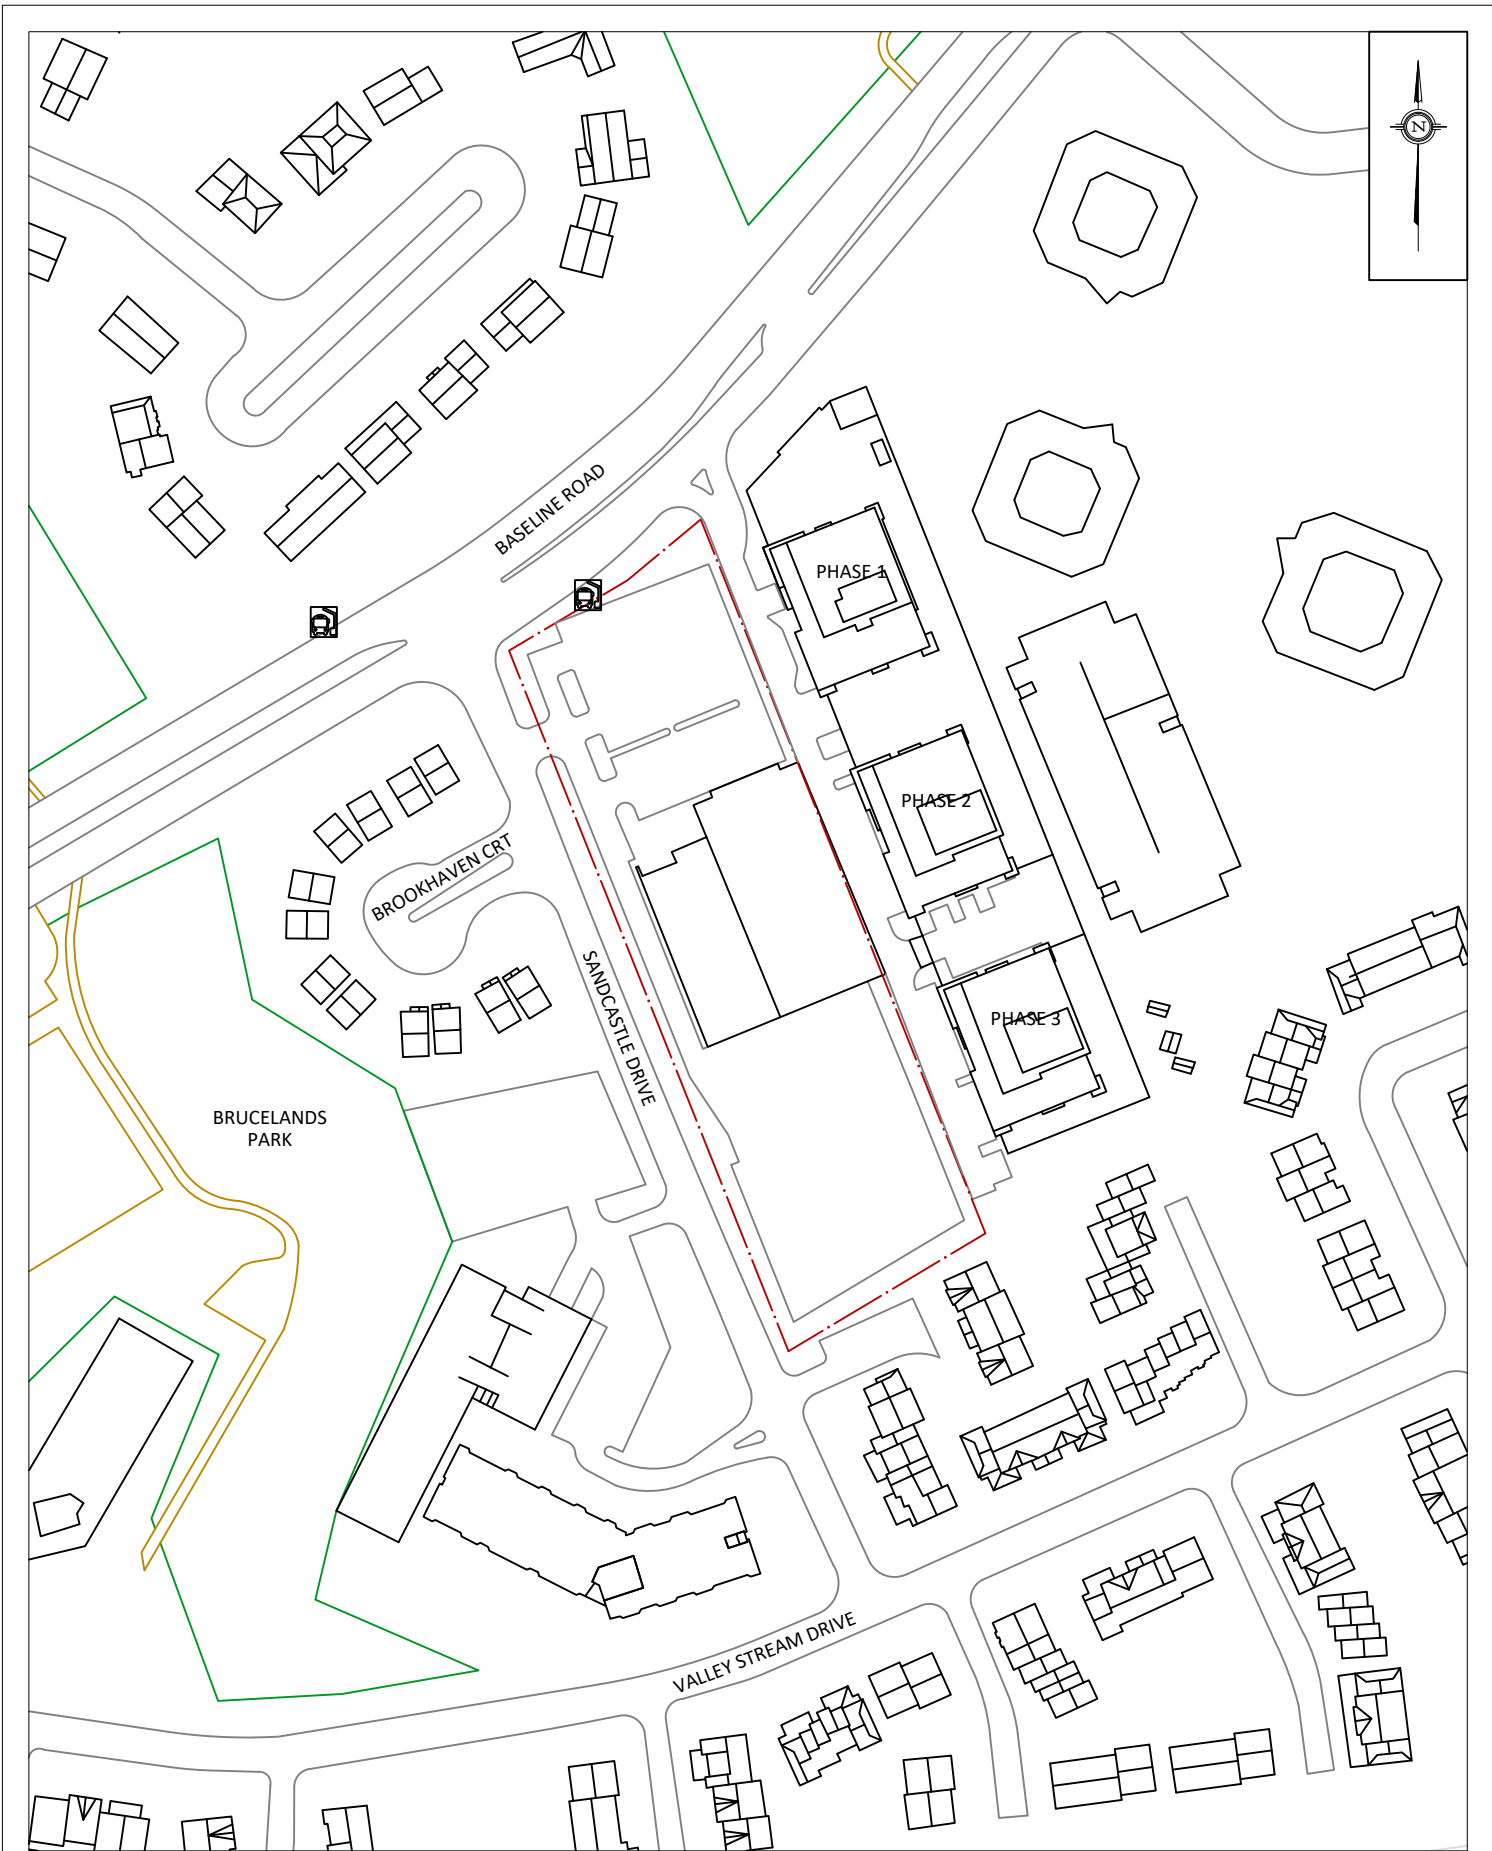 N
BASELINE ROAD
PHASE 1
PHASE 2
BROOKHAVEN CRT
SANDCASTLE DRIVE
PHASE 3
BRUCELANDS
PARK
VALLEY STREAM DRIVE